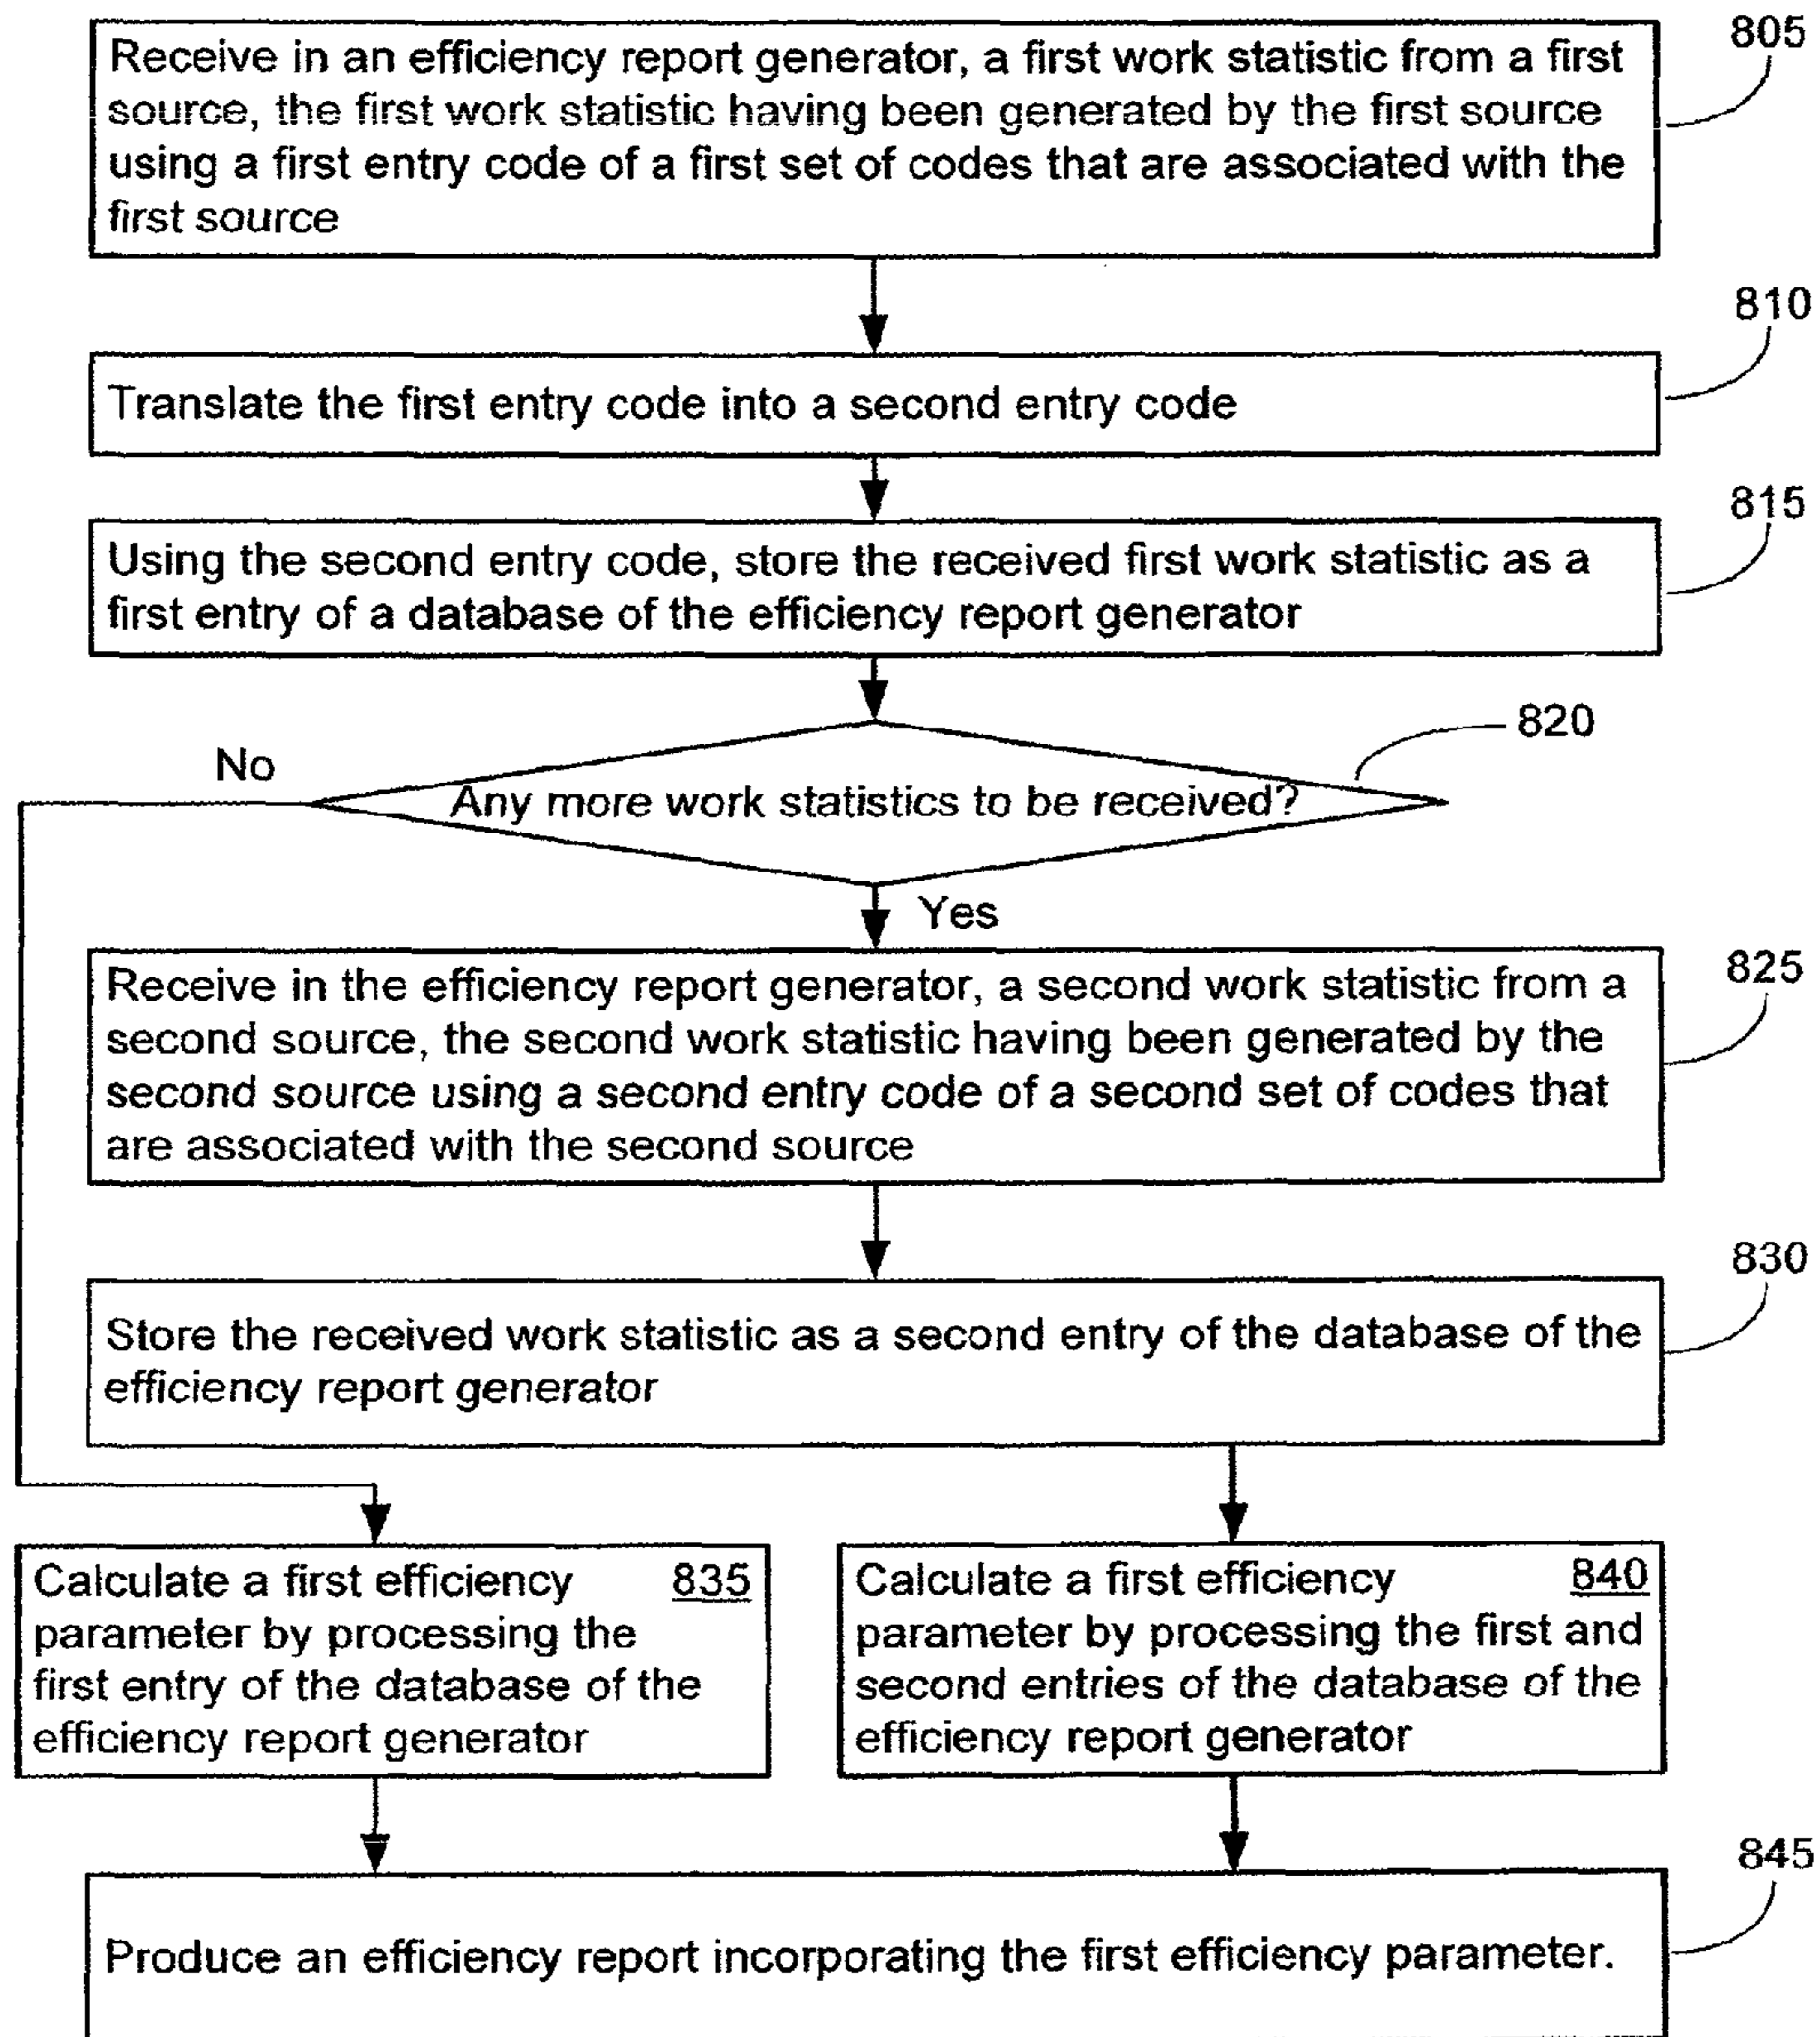 805
Receive in an efficiency report generator, a first work statistic from a first
source, the first work statistic having been generated by the first source
using a first entry code of a first set of codes that are associated with the
first source
810
Translate the first entry code into a second entry code
815
Using the second entry code, store the received first work statistic as a
first entry of a database of the efficiency report generator
820
No
Any more work statistics to be received?
Yes
825
Receive in the efficiency report generator, a second work statistic from a
second source, the second work statistic having been generated by the
second source using a second entry code of a second set of codes that
are associated with the second source
830
Store the received work statistic as a second entry of the database of the
efficiency report generator
Calculate a first efficiency 835
parameter by processing the
first entry of the database of the
efficiency report generator
Calculate a first efficiency 840
parameter by processing the first and
second entries of the database of the
efficiency report generator
845
Produce an efficiency report incorporating the first efficiency parameter.